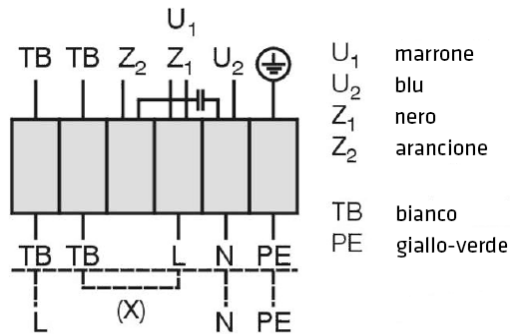 U1
TB TB Z2 Z1 U2
TB TB L N PE
(X)
L N PE
U1 marrone
U2 blu
Z1 nero
Z2 arancione
TB bianco
PE giallo-verde